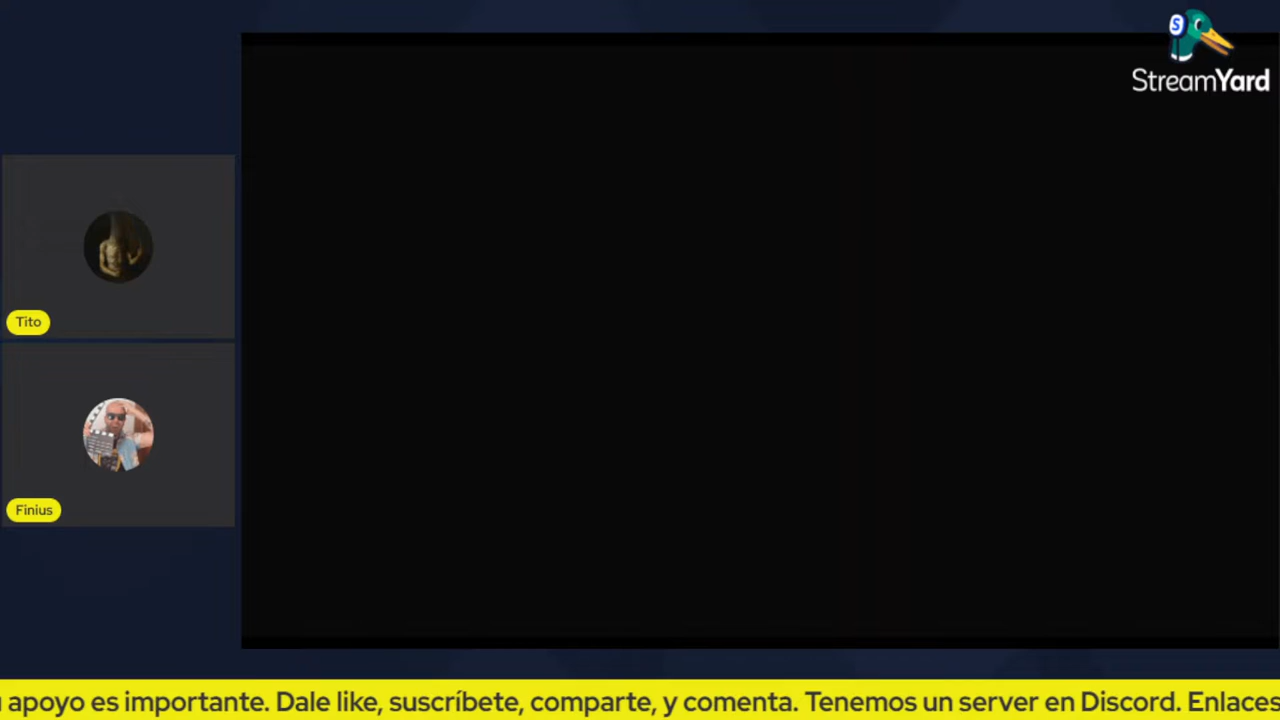 StreamYard
Tito
Finius
apoyo es importante. Dale like, suscríbete, comparte, y comenta. Tenemos un server en Discord. Enlaces